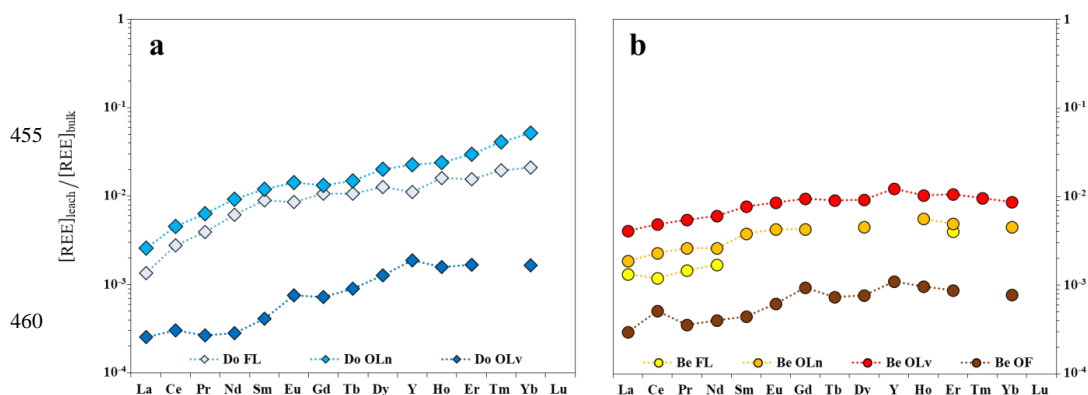 a
b
[REE]leach / [REE]bulk
455
460
1
10-1
10-2
10-3
10-4
Do FL Do OLn Do OLv
La Ce Pr Nd Sm Eu Gd Tb Dy Y Ho Er Tm Yb Lu
1
10-1
10-2
10-3
10-4
Be FL Be OLn Be OLv Be OF
La Ce Pr Nd Sm Eu Gd Tb Dy Y Ho Er Tm Yb Lu